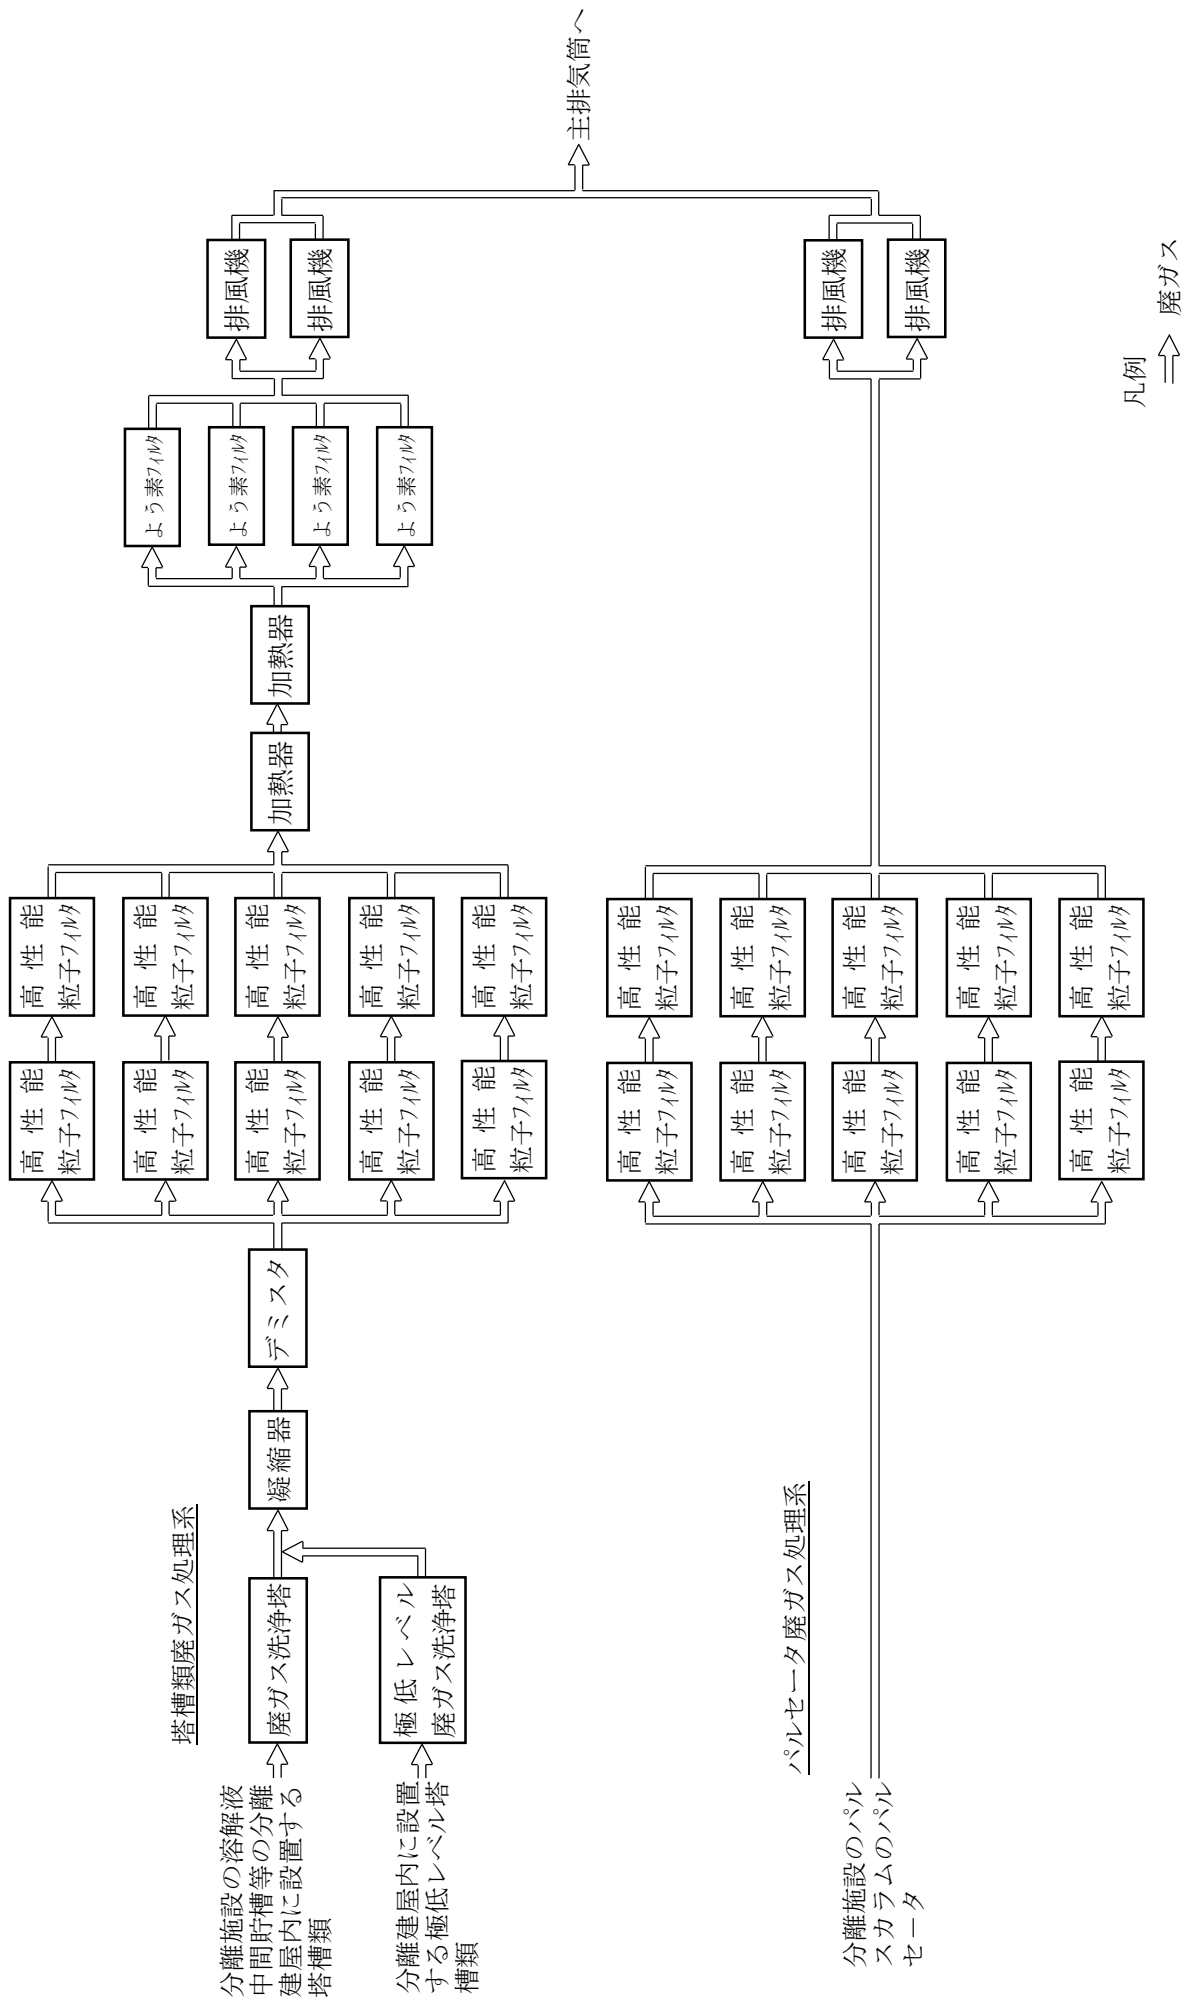 塔槽類廃ガス処理系
分離施設の溶解液
中間貯槽等の分離
建屋内に設置する
塔槽類
廃ガス洗浄塔
分離建屋内に設置
する極低レベル塔
槽類
極低レベル
廃ガス洗浄塔
凝縮器
デミスタ
高性能
粒子フィルタ
高性能
粒子フィルタ
高性能
粒子フィルタ
高性能
粒子フィルタ
高性能
粒子フィルタ
高性能
粒子フィルタ
高性能
粒子フィルタ
高性能
粒子フィルタ
高性能
粒子フィルタ
高性能
粒子フィルタ
加熱器
加熱器
よう素フィルタ
よう素フィルタ
よう素フィルタ
よう素フィルタ
排風機
排風機
主排気筒へ
パルセータ廃ガス処理系
分離施設のパル
スカラムのパル
セータ
高性能
粒子フィルタ
高性能
粒子フィルタ
高性能
粒子フィルタ
高性能
粒子フィルタ
高性能
粒子フィルタ
高性能
粒子フィルタ
高性能
粒子フィルタ
高性能
粒子フィルタ
高性能
粒子フィルタ
高性能
粒子フィルタ
排風機
排風機
凡例
廃ガス